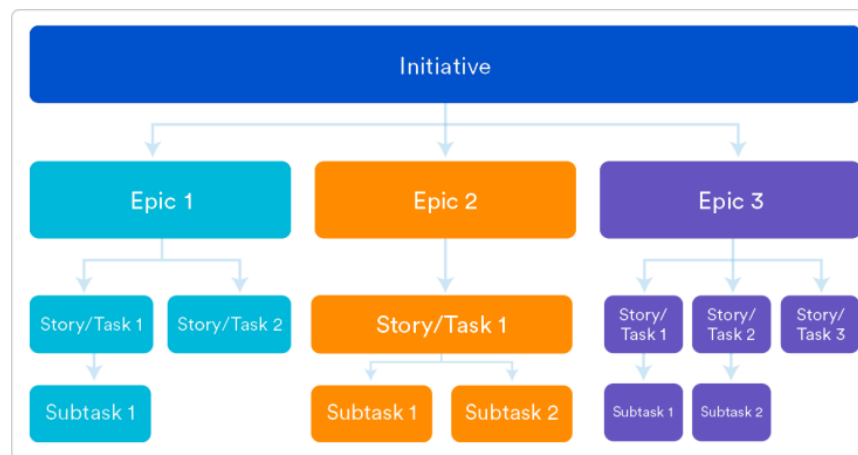 Initiative
Epic 1
Epic 2
Epic 3
Story/Task 1
Story/Task 2
Story/Task 1
Story/
Task 1
Story/
Task 2
Story/
Task 3
Subtask 1
Subtask 1
Subtask 2
Subtask 1
Subtask 2